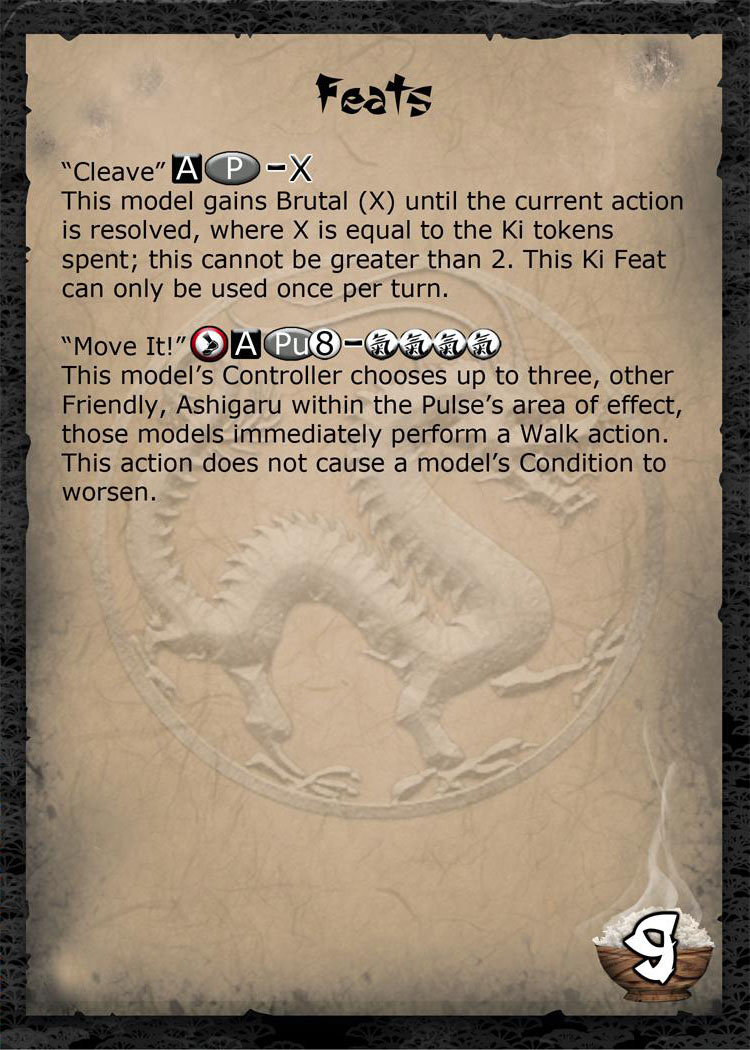 Feats
“Cleave” A P -X
This model gains Brutal (X) until the current action
is resolved, where X is equal to the Ki tokens
spent; this cannot be greater than 2. This Ki Feat
can only be used once per turn.
“Move It!” A Pu8-氣氣氣氣
This model’s Controller chooses up to three, other
Friendly, Ashigaru within the Pulse’s area of effect,
those models immediately perform a Walk action.
This action does not cause a model’s Condition to
worsen.
9